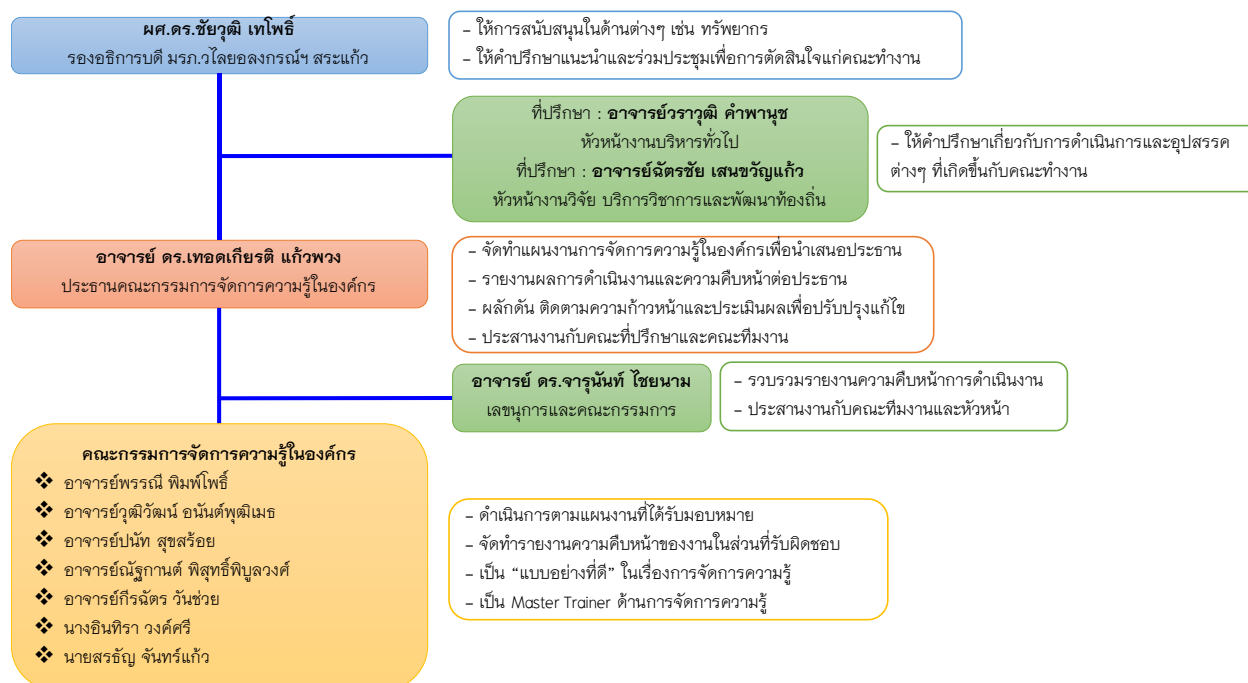 ผศ.ดร.ชัยวุฒิ เทโพธิ์
รองอธิการบดี มรภ.วไลยอลงกรณ์ฯ สระแก้ว
– ให้การสนับสนุนในด้านต่างๆ เช่น ทรัพยากร
– ให้คำปรึกษาแนะนำและร่วมประชุมเพื่อการตัดสินใจแก่คณะทำงาน
ที่ปรึกษา : อาจารย์วราวุฒิ คำพานุช
หัวหน้างานบริหารทั่วไป
ที่ปรึกษา : อาจารย์ฉัตรชัย เสนขวัญแก้ว
หัวหน้างานวิจัย บริการวิชาการและพัฒนาท้องถิ่น
– ให้คำปรึกษาเกี่ยวกับการดำเนินการและอุปสรรค
ต่างๆ ที่เกิดขึ้นกับคณะทำงาน
อาจารย์ ดร.เทอดเกียรติ แก้วพวง
ประธานคณะกรรมการจัดการความรู้ในองค์กร
– จัดทำแผนงานการจัดการความรู้ในองค์กรเพื่อนำเสนอประธาน
– รายงานผลการดำเนินงานและความคืบหน้าต่อประธาน
– ผลักดัน ติดตามความก้าวหน้าและประเมินผลเพื่อปรับปรุงแก้ไข
– ประสานงานกับคณะที่ปรึกษาและคณะทีมงาน
อาจารย์ ดร.จารุนันท์ ไชยนาม
เลขนุการและคณะกรรมการ
– รวบรวมรายงานความคืบหน้าการดำเนินงาน
– ประสานงานกับคณะทีมงานและหัวหน้า
คณะกรรมการจัดการความรู้ในองค์กร
❖ อาจารย์พรรณี พิมพ์โพธิ์
❖ อาจารย์วุฒิวัฒน์ อนันต์พุฒิเมธ
❖ อาจารย์ปนัท สุขสร้อย
❖ อาจารย์ณัฐกานต์ พิสุทธิ์พิบูลวงศ์
❖ อาจารย์กีรฉัตร วันช่วย
❖ นางอินทิรา วงค์ศรี
❖ นายสรธัญ จันทร์แก้ว
– ดำเนินการตามแผนงานที่ได้รับมอบหมาย
– จัดทำรายงานความคืบหน้าของงานในส่วนที่รับผิดชอบ
– เป็น “แบบอย่างที่ดี” ในเรื่องการจัดการความรู้
– เป็น Master Trainer ด้านการจัดการความรู้